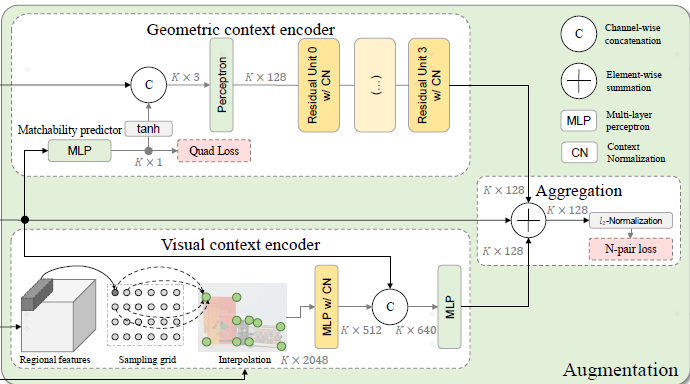 Geometric context encoder
C
K × 3
Perceptron
K × 128
Residual Unit 0
w/ CN
(...)
Residual Unit 3
w/ CN
Matchability predictor
tanh
MLP
K × 1
Quad Loss
C
Channel-wise
concatenation
Element-wise
summation
MLP
Multi-layer
perceptron
CN
Context
Normalization
K × 128
Aggregation
K × 128
l₂-Normalization
K × 128
N-pair loss
Visual context encoder
MLP w/ CN
C
MLP
K × 512
K × 640
Regional features
Sampling grid
Interpolation
K × 2048
Augmentation